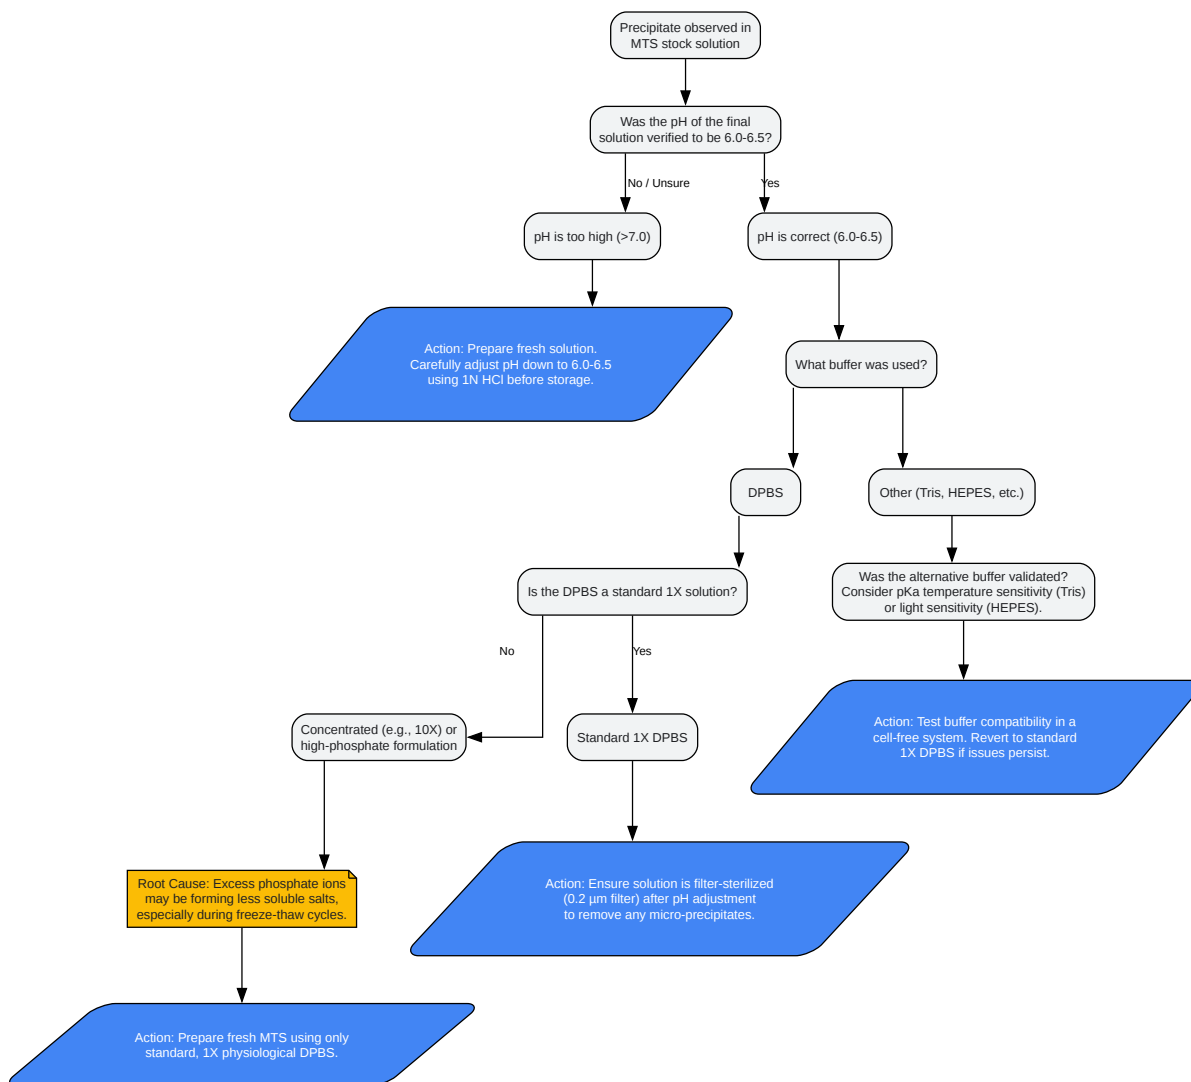 Precipitate observed in
MTS stock solution
Was the pH of the final
solution verified to be 6.0-6.5?
No / Unsure
Yes
pH is too high (>7.0)
pH is correct (6.0-6.5)
Action: Prepare fresh solution.
Carefully adjust pH down to 6.0-6.5
using 1N HCl before storage.
What buffer was used?
DPBS
Other (Tris, HEPES, etc.)
Is the DPBS a standard 1X solution?
Was the alternative buffer validated?
Consider pKa temperature sensitivity (Tris)
or light sensitivity (HEPES).
No
Yes
Concentrated (e.g., 10X) or
high-phosphate formulation
Standard 1X DPBS
Action: Test buffer compatibility in a
cell-free system. Revert to standard
1X DPBS if issues persist.
Root Cause: Excess phosphate ions
may be forming less soluble salts,
especially during freeze-thaw cycles.
Action: Ensure solution is filter-sterilized
(0.2 µm filter) after pH adjustment
to remove any micro-precipitates.
Action: Prepare fresh MTS using only
standard, 1X physiological DPBS.